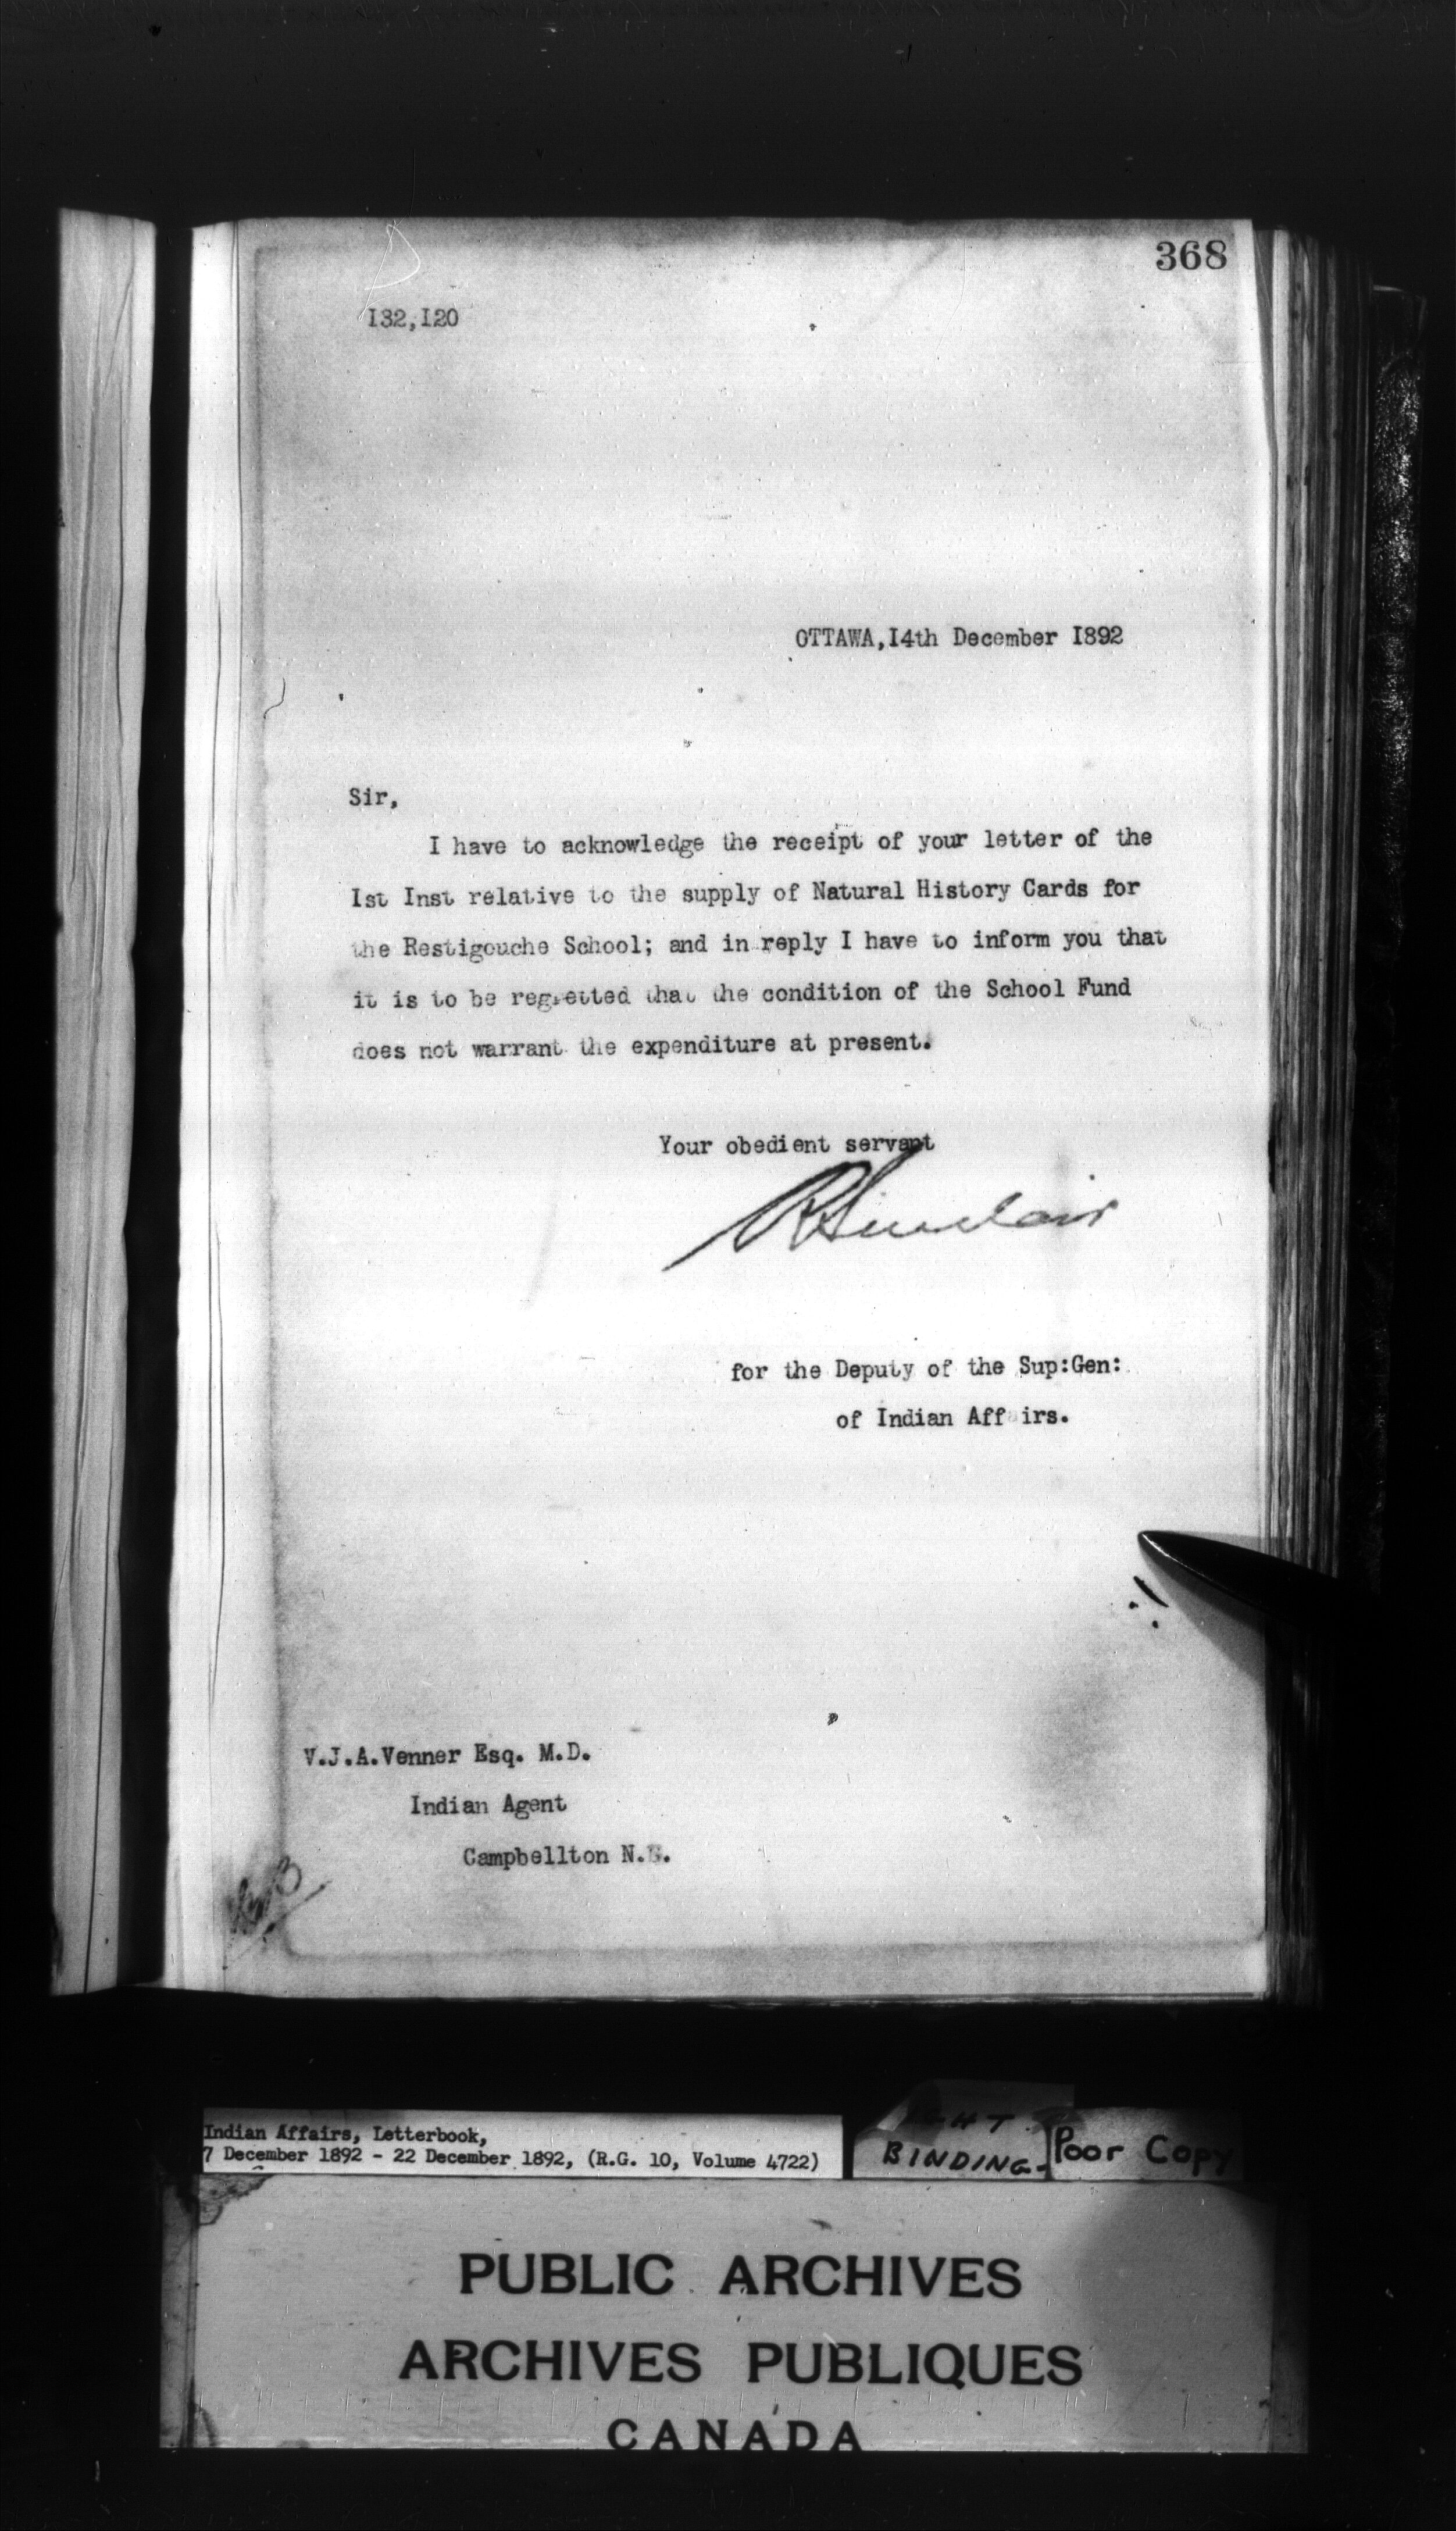 368
132,120
OTTAWA,14th December 1892
Sir,
I have to acknowledge the receipt of your letter of the
1st Inst relative to the supply of Natural History Cards for
the Restigouche School; and in reply I have to inform you that
it is to be regretted that the condition of the School Fund
does not warrant the expenditure at present.
Your obedient servant
R Sinclair
for the Deputy of the Sup:Gen:
of Indian Affairs.
V.J.A.Venner Esq. M.D.
Indian Agent
Campbellton N.B.
Indian Affairs, Letterbook,
7 December 1892 - 22 December 1892, (R.G. 10, Volume 4722)
BINDING-
Poor Copy
PUBLIC ARCHIVES
ARCHIVES PUBLIQUES
CANADA